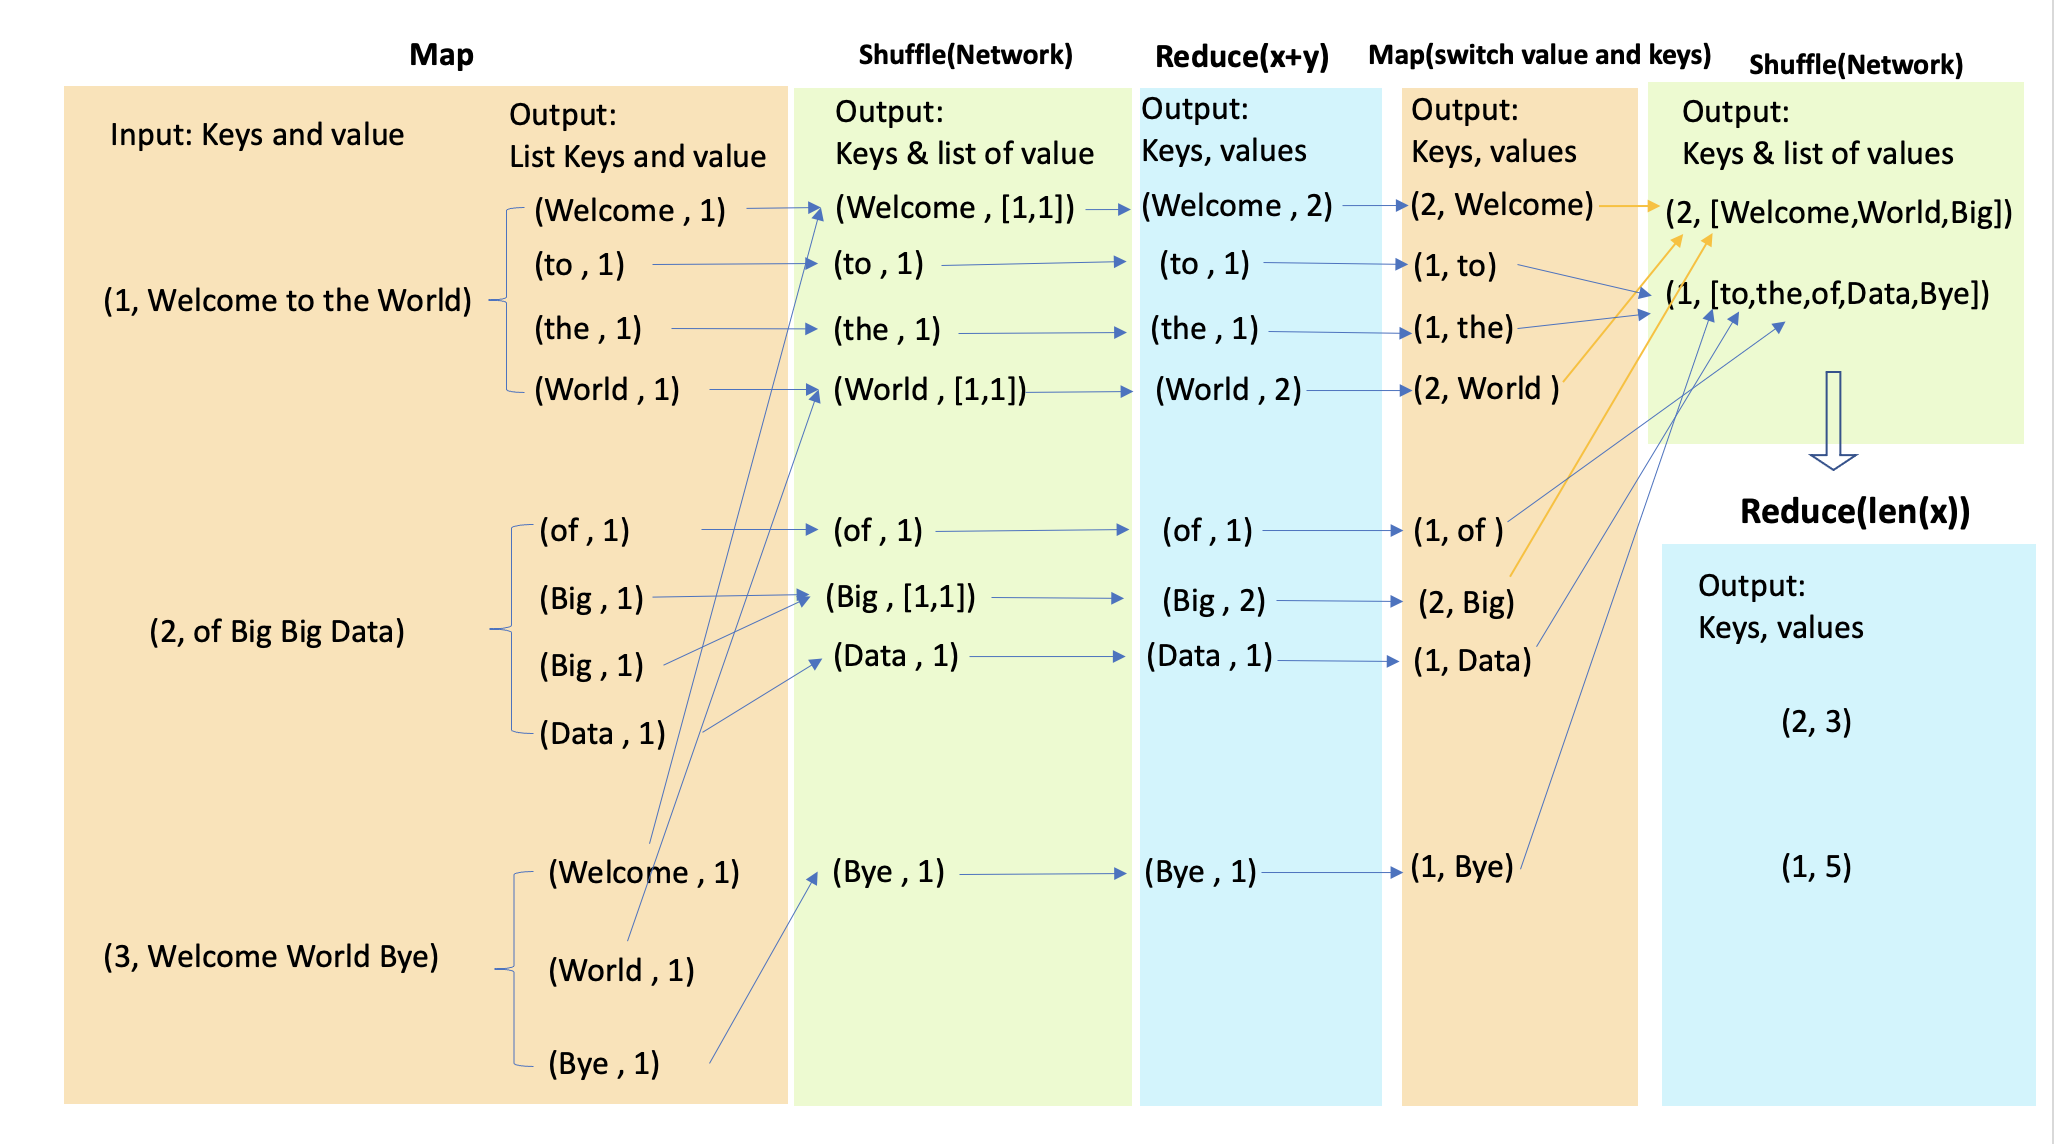 Map
Input: Keys and value
Output:
List Keys and value
(1, Welcome to the World)
(Welcome , 1)
(to , 1)
(the , 1)
(World , 1)
(2, of Big Big Data)
(of , 1)
(Big , 1)
(Big , 1)
(Data , 1)
(3, Welcome World Bye)
(Welcome , 1)
(World , 1)
(Bye , 1)
Shuffle(Network)
Output:
Keys & list of value
(Welcome , [1,1])
(to , 1)
(the , 1)
(World , [1,1])
(of , 1)
(Big , [1,1])
(Data , 1)
(Bye , 1)
Reduce(x+y)
Output:
Keys, values
(Welcome , 2)
(to , 1)
(the , 1)
(World , 2)
(of , 1)
(Big , 2)
(Data , 1)
(Bye , 1)
Map(switch value and keys)
Output:
Keys, values
(2, Welcome)
(1, to)
(1, the)
(2, World )
(1, of )
(2, Big)
(1, Data)
(1, Bye)
Shuffle(Network)
Output:
Keys & list of values
(2, [Welcome,World,Big])
(1, [to,the,of,Data,Bye])
Reduce(len(x))
Output:
Keys, values
(2, 3)
(1, 5)